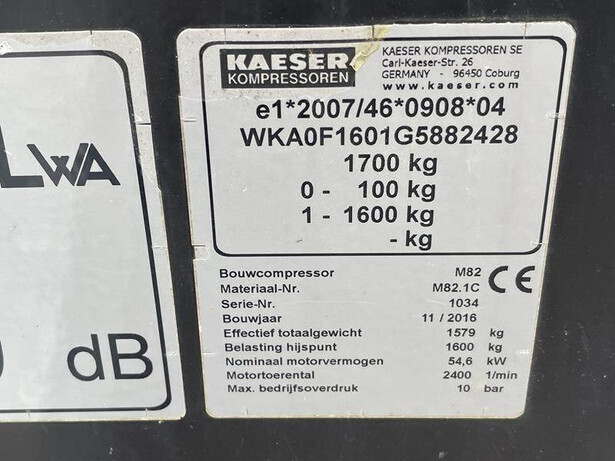 LWA
dB
KAESER
KOMPRESSOREN
KAESER KOMPRESSOREN SE
Carl-Kaeser-Str. 26
GERMANY - 96450 Coburg
www.kaeser.com
e1*2007/46*0908*04
WKA0F1601G5882428
1700 kg
0 - 100 kg
1 - 1600 kg
- kg
Bouwcompressor M82
Materiaal-Nr. M82.1C
Serie-Nr. 1034
Bouwjaar 11 / 2016
Effectief totaalgewicht 1579 kg
Belasting hijspunt 1600 kg
Nominaal motorvermogen 54,6 kW
Motortoerental 2400 1/min
Max. bedrijfsoverdruk 10 bar
CE